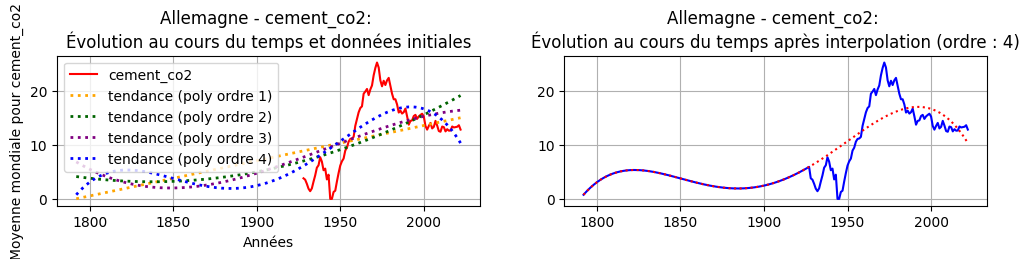 Allemagne - cement_co2:
Évolution au cours du temps et données initiales
Moyenne mondiale pour cement_co2
20
10
0
cement_co2
tendance (poly ordre 1)
tendance (poly ordre 2)
tendance (poly ordre 3)
tendance (poly ordre 4)
1800 1850 1900 1950 2000
Années
Allemagne - cement_co2:
Évolution au cours du temps après interpolation (ordre : 4)
20
10
0
1800 1850 1900 1950 2000